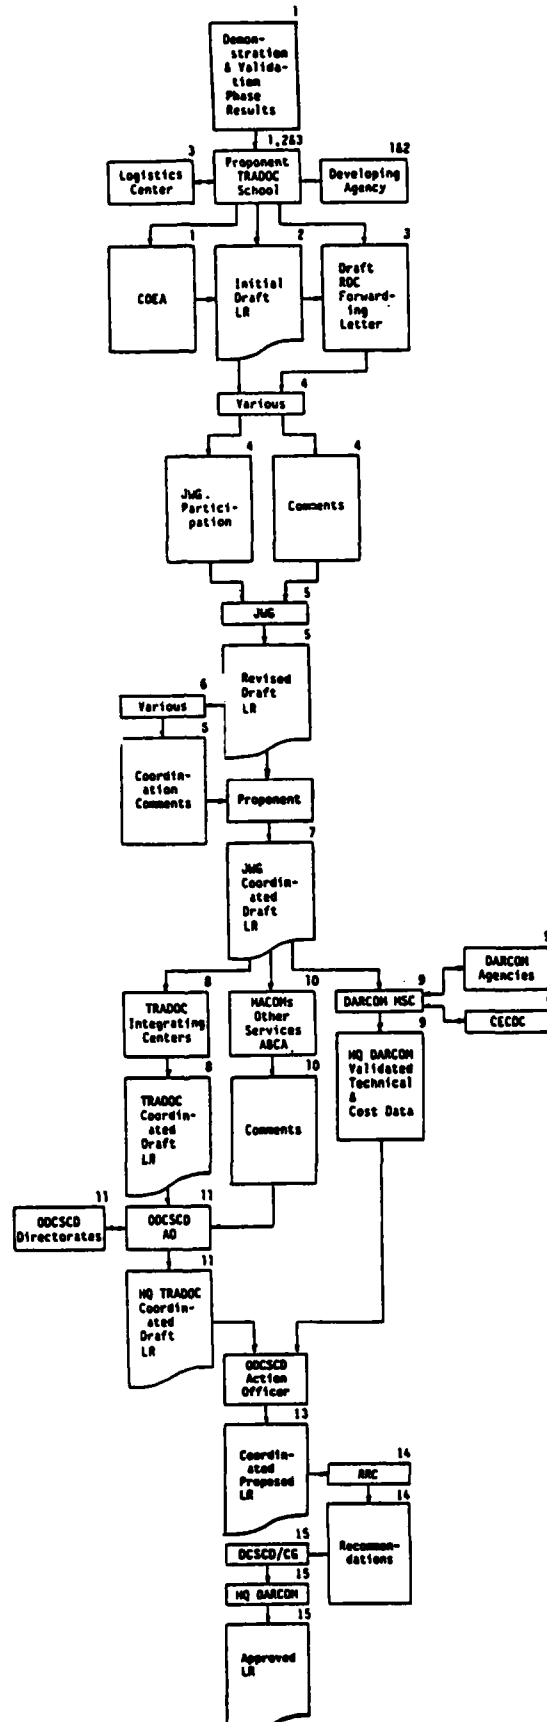 1
Demon-
stration
& Valida-
tion
Phase
Results
1,2&3
3
Logistics
Center
Proponent
TRADOC
School
1&2
Developing
Agency
1
COEA
2
Initial
Draft
LR
3
Draft
ROC
Forward-
ing
Letter
4
Various
4
JWG.
Partici-
pation
4
Comments
5
JWG
5
Revised
Draft
LR
6
Various
5
Coordin-
ation
Comments
Proponent
7
JWG
Coordin-
ated
Draft
LR
8
TRADOC
Integrating
Centers
10
MACOMs
Other
Services
ABCA
9
DARCOM MSC
DARCOM
Agencies
CECDC
8
TRADOC
Coordin-
ated
Draft
LR
10
Comments
9
HQ DARCOM
Validated
Technical
&
Cost Data
11
ODCSCD
Directorates
11
ODCSCD
AO
11
HQ TRADOC
Coordin-
ated
Draft
LR
ODCSCD
Action
Officer
13
Coordin-
ated
Proposed
LR
14
RRC
14
Recommen-
dations
15
DCSCD/CG
15
HQ DARCOM
15
Approved
LR